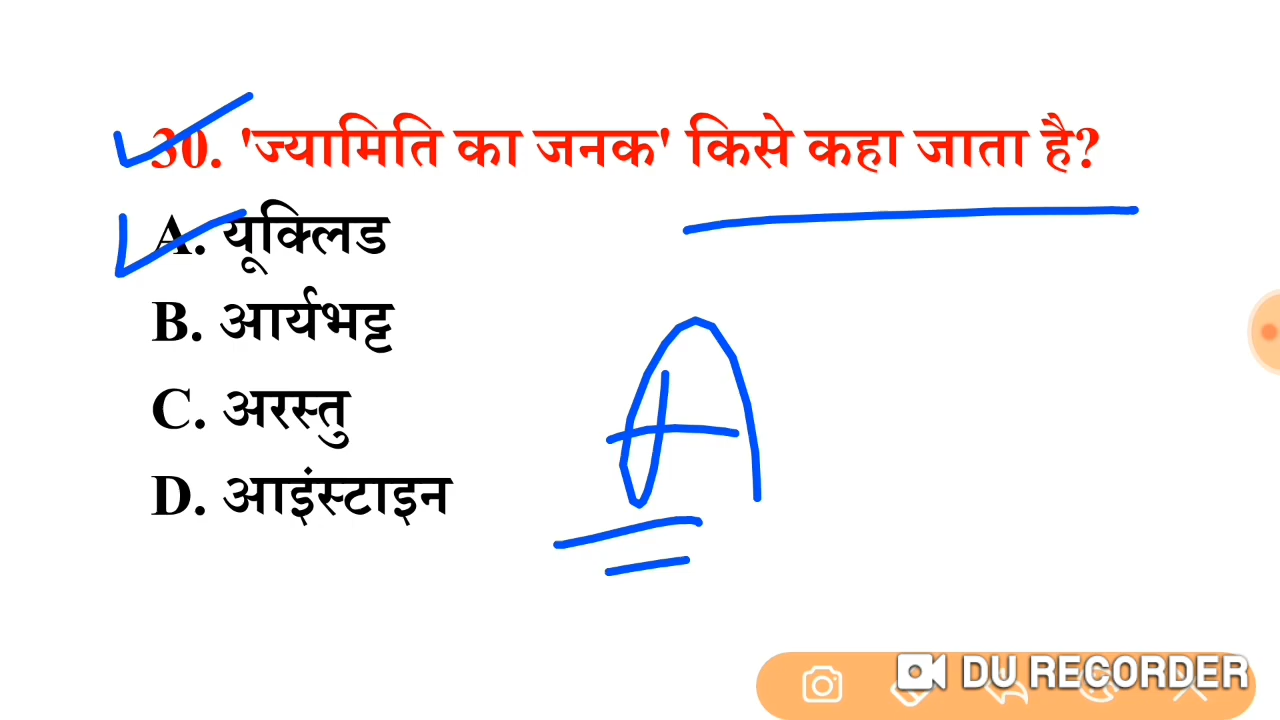 30. 'ज्यामिति का जनक' किसे कहा जाता है?
A. यूक्लिड
B. आर्यभट्ट
C. अरस्तु
D. आइंस्टाइन
A
DU RECORDER